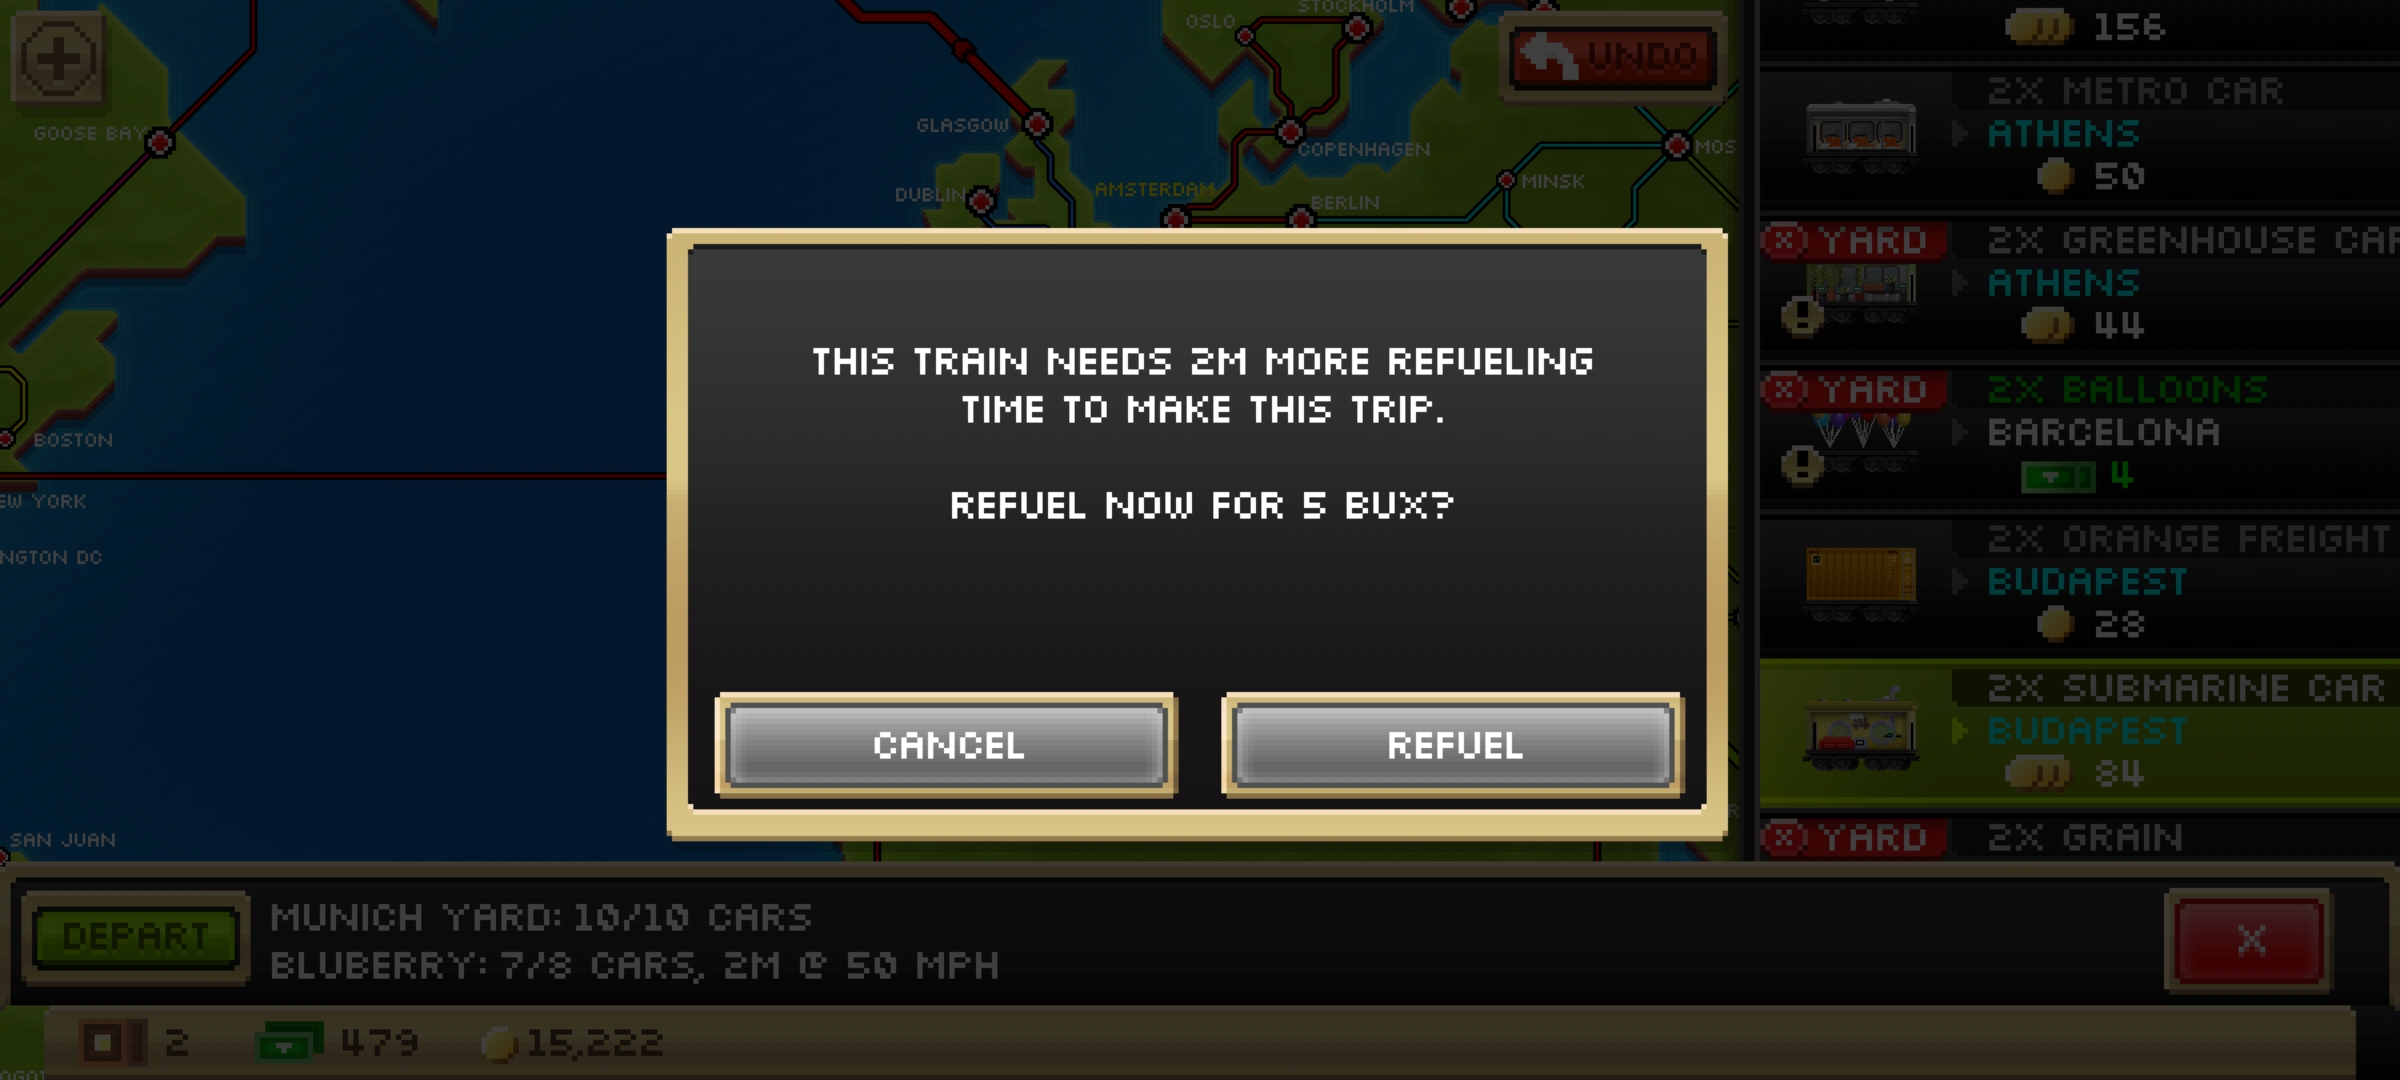 OSLO
STOCKHOLM
UNDO
GOOSE BAY
GLASGOW
COPENHAGEN
MOS
DUBLIN
AMSTERDAM
BERLIN
MINSK
BOSTON
EW YORK
NGTON DC
SAN JUAN
THIS TRAIN NEEDS 2M MORE REFUELING
TIME TO MAKE THIS TRIP.
REFUEL NOW FOR 5 BUX?
CANCEL
REFUEL
156
2X METRO CAR
ATHENS
50
YARD
2X GREENHOUSE CAR
ATHENS
44
YARD
2X BALLOONS
BARCELONA
4
2X ORANGE FREIGHT
BUDAPEST
28
2X SUBMARINE CAR
BUDAPEST
84
YARD
2X GRAIN
DEPART
MUNICH YARD: 10/10 CARS
BLUBERRY: 7/8 CARS, 2M @ 50 MPH
X
2
479
15,222